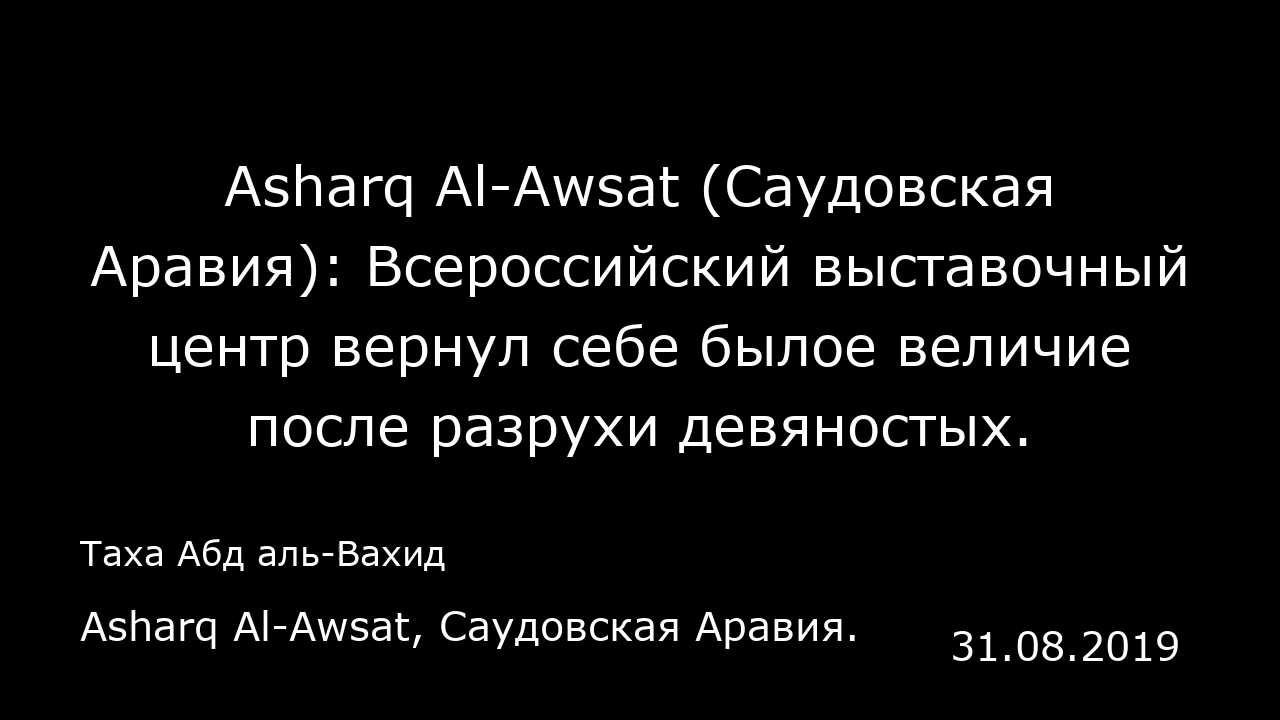 Asharq Al-Awsat (Саудовская
Аравия): Всероссийский выставочный
центр вернул себе былое величие
после разрухи девяностых.
Таха Абд аль-Вахид
Asharq Al-Awsat, Саудовская Аравия.
31.08.2019